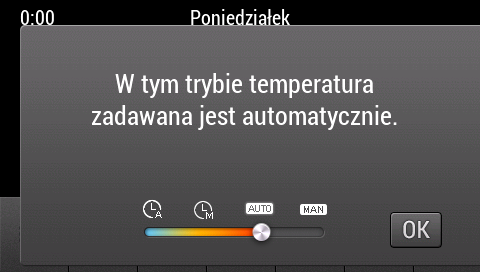 0:00 Poniedziałek
W tym trybie temperatura
zadawana jest automatycznie.
A M AUTO MAN
OK